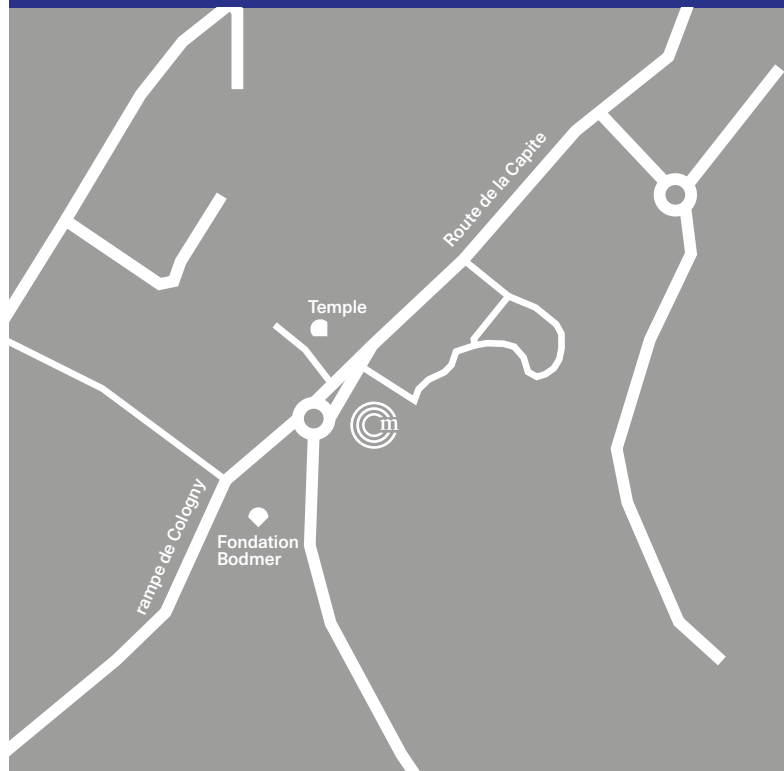 Route de la Capite
Temple
m
rampe de Cologny
Fondation
Bodmer